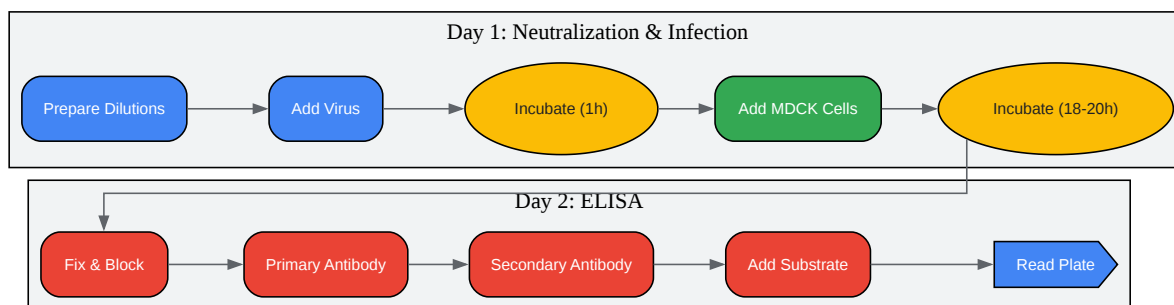 Day 1: Neutralization & Infection
Prepare Dilutions
Add Virus
Incubate (1h)
Add MDCK Cells
Incubate (18-20h)
Day 2: ELISA
Fix & Block
Primary Antibody
Secondary Antibody
Add Substrate
Read Plate